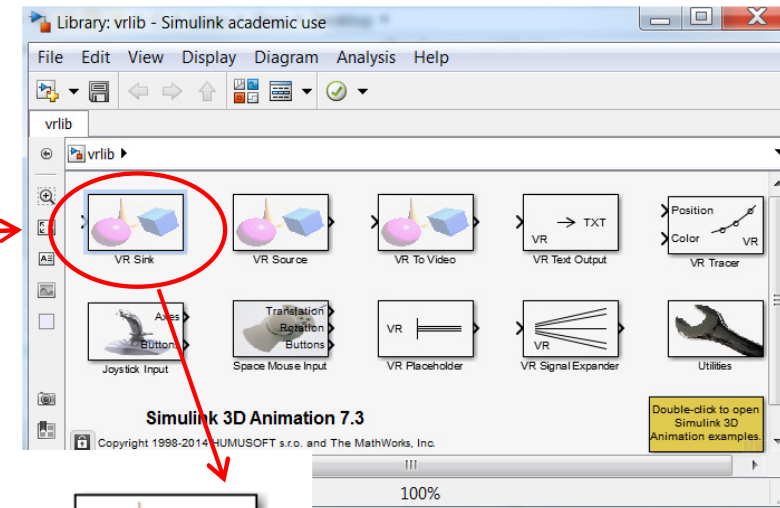 Library: vrlib - Simulink academic use
File Edit View Display Diagram Analysis Help
vrlib
vrlib
VR Sink
VR Source
VR To Video
TXT
VR
VR Text Output
Position
Color
VR
VR Tracer
Axes
Buttons
Joystick Input
Translation
Rotation
Buttons
Space Mouse Input
VR
VR Placeholder
VR
VR Signal Expander
Utilities
Simulink 3D Animation 7.3
Copyright 1998-2014 HUMUSOFT s.r.o. and The MathWorks, Inc.
Double-click to open
Simulink 3D
Animation examples.
100%